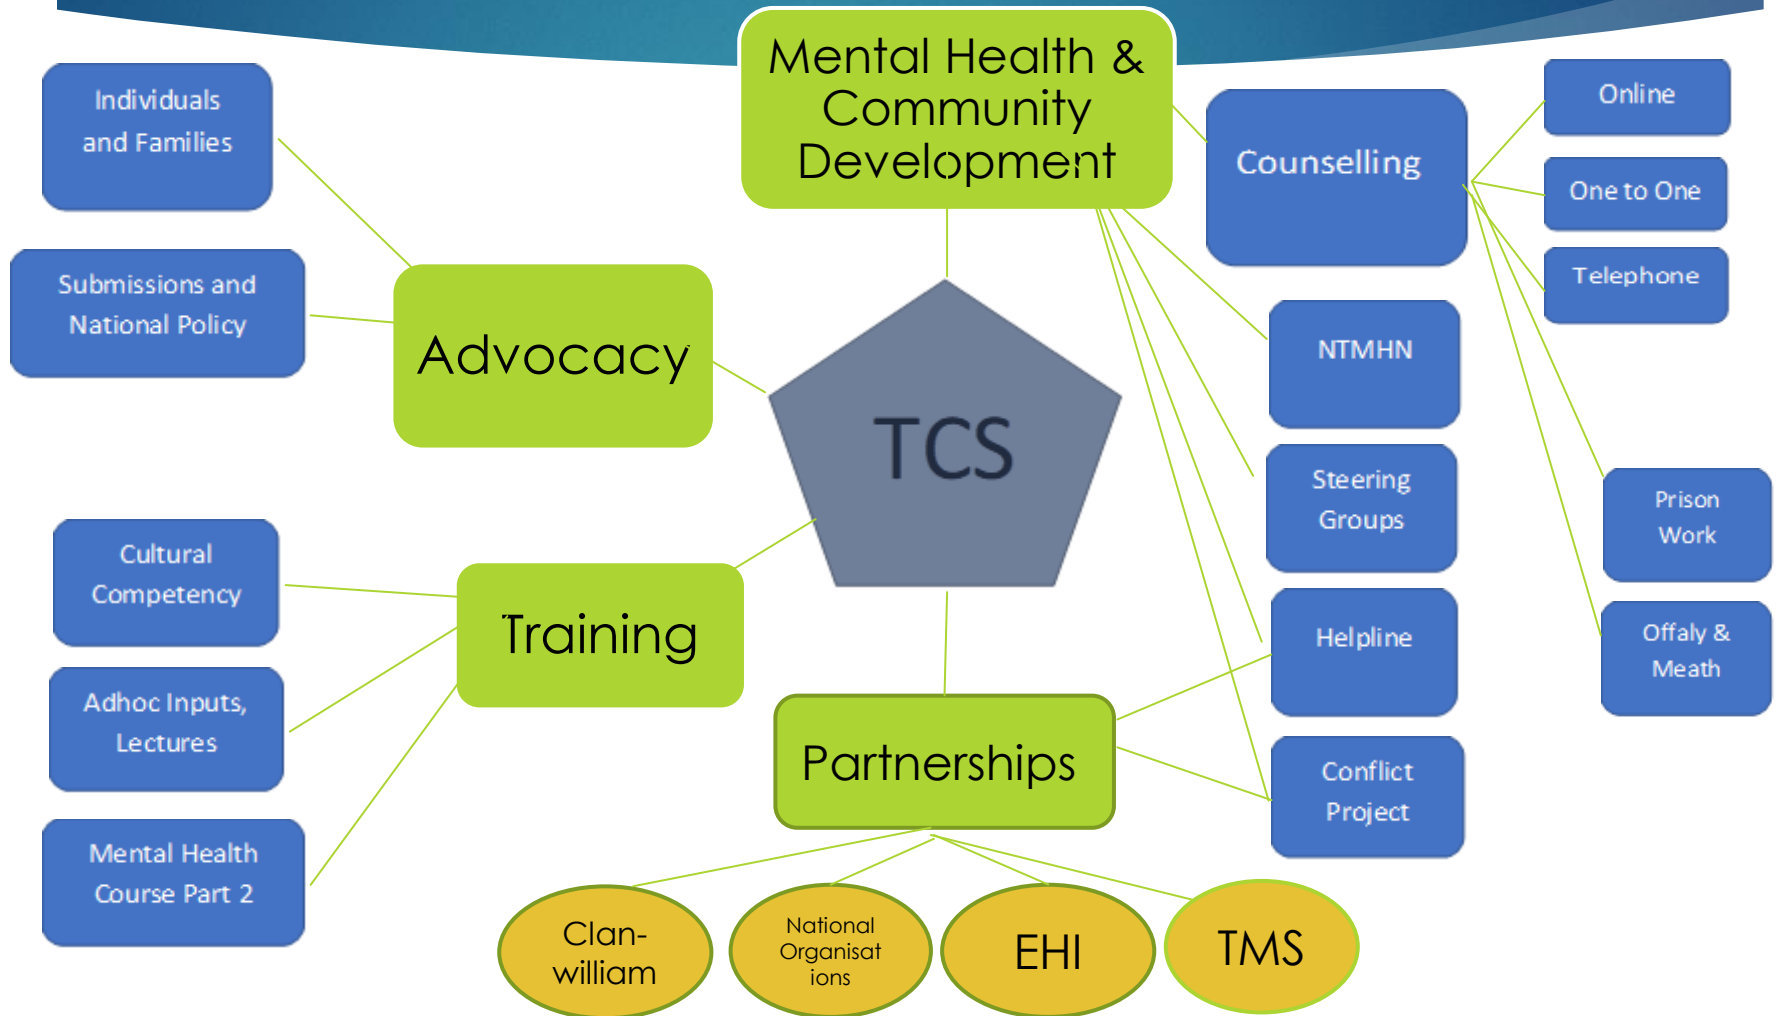 Mental Health &
Community
Development
Individuals
and Families
Submissions and
National Policy
Advocacy
TCS
Counselling
Online
One to One
Telephone
NTMHN
Steering
Groups
Prison
Work
Cultural
Competency
Training
Helpline
Offaly &
Meath
Adhoc Inputs,
Lectures
Partnerships
Conflict
Project
Mental Health
Course Part 2
Clan-
william
National
Organisat
ions
EHI
TMS